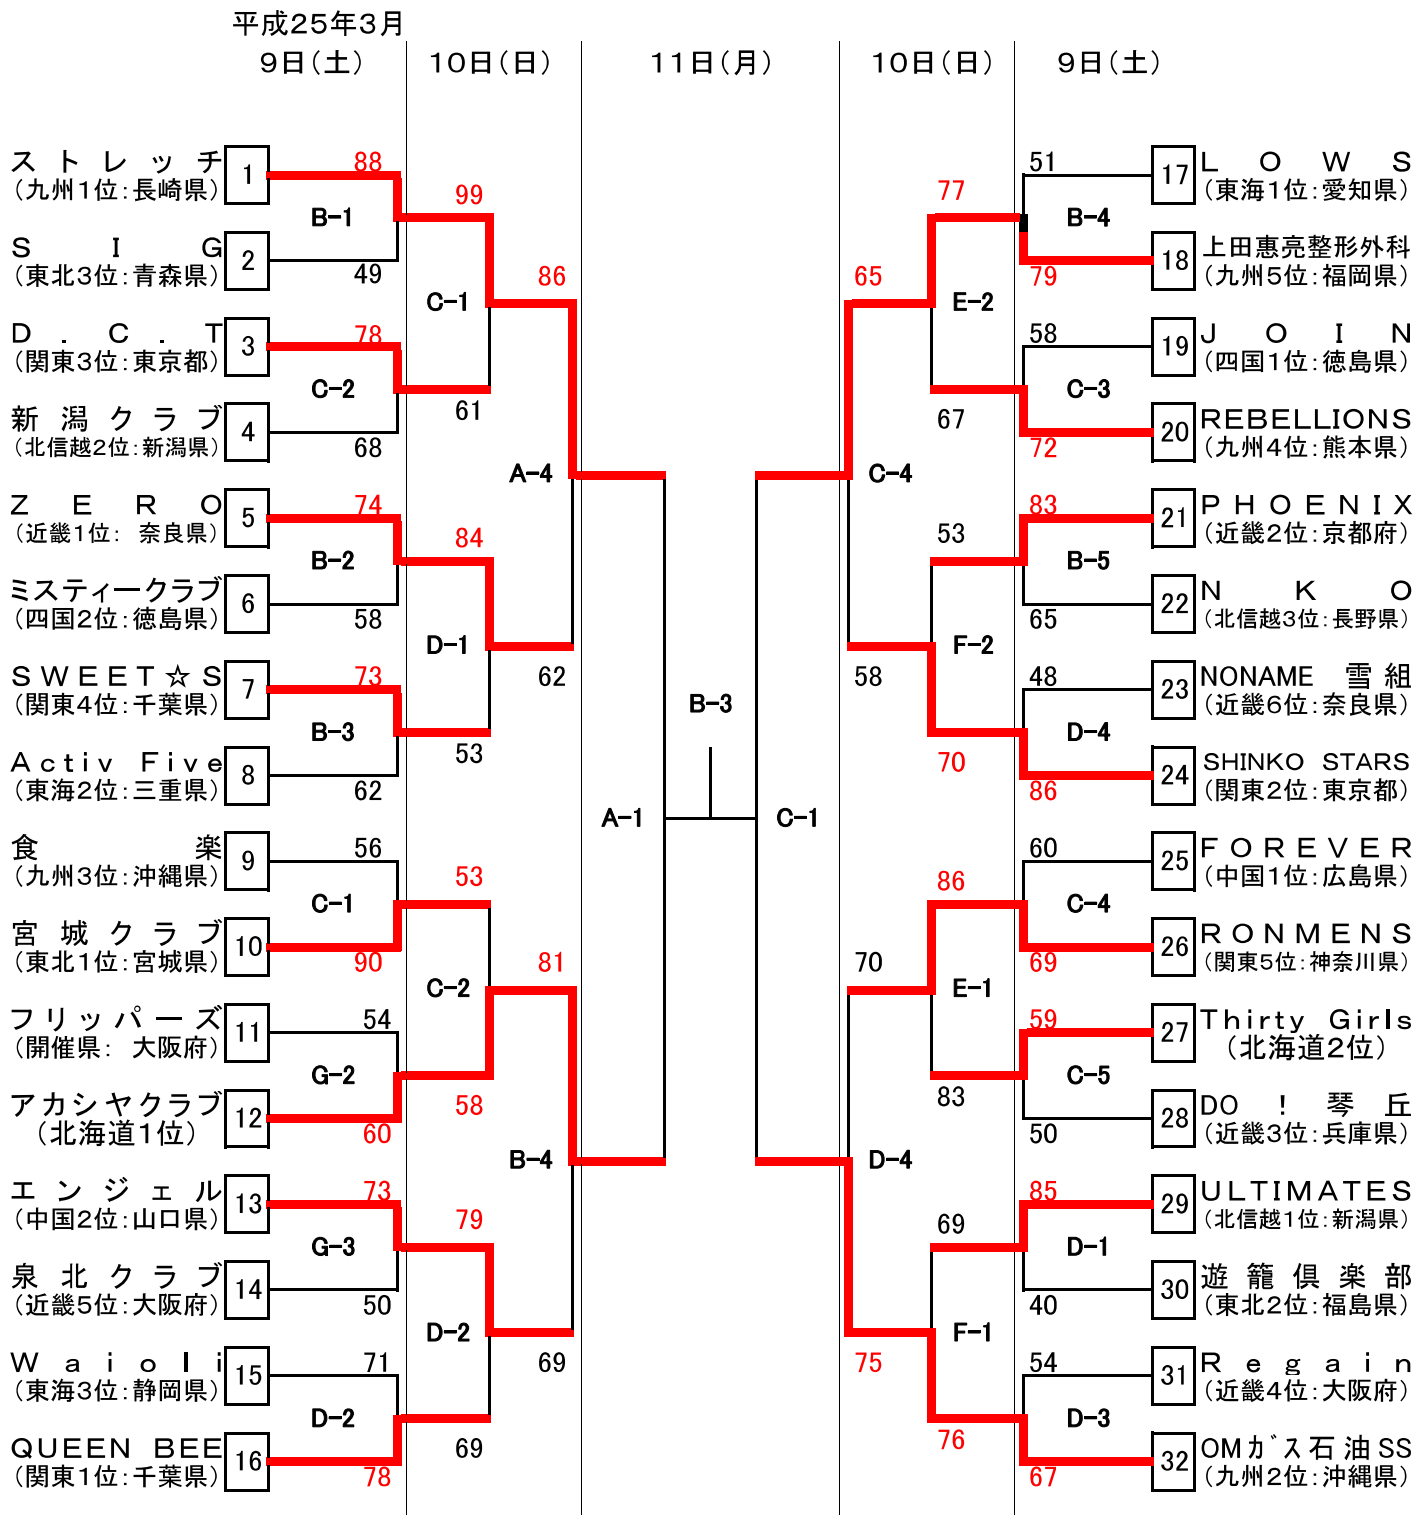 平成25年3月
9日(土) 10日(日) 11日(月) 10日(日) 9日(土)
ストレッチ 1 88
(九州1位:長崎県)
B-1 99
SIG 2
(東北3位:青森県) 49
C-1 86
D.C.T 3 78
(関東3位:東京都)
C-2 61
新潟クラブ 4
(北信越2位:新潟県) 68
A-4
ZERO 5 74
(近畿1位: 奈良県)
B-2 84
ミスティークラブ 6
(四国2位:徳島県) 58
D-1 62
SWEET☆S 7 73
(関東4位:千葉県)
B-3 53
Activ Five 8
(東海2位:三重県) 62
A-1
食楽 9 56
(九州3位:沖縄県)
C-1 53
宮城クラブ 10
(東北1位:宮城県) 90
C-2 81
フリッパーズ 11 54
(開催県: 大阪府)
G-2 58
アカシヤクラブ 12
(北海道1位) 60
B-4
エンジェル 13 73
(中国2位:山口県)
G-3 79
泉北クラブ 14
(近畿5位:大阪府) 50
D-2 69
Waioli 15 71
(東海3位:静岡県)
D-2 69
QUEEN BEE 16
(関東1位:千葉県) 78
B-3
51 17 LOWS
(東海1位:愛知県)
77 B-4
18 上田惠亮整形外科
79 (九州5位:福岡県)
65 E-2
58 19 JOIN
(四国1位:徳島県)
67 C-3
20 REBELLIONS
72 (九州4位:熊本県)
C-4
83 21 PHOENIX
(近畿2位:京都府)
53 B-5
22 NKO
65 (北信越3位:長野県)
58 F-2
48 23 NONAME 雪組
(近畿6位:奈良県)
70 D-4
24 SHINKO STARS
86 (関東2位:東京都)
C-1
60 25 FOREVER
(中国1位:広島県)
86 C-4
26 RONMENS
69 (関東5位:神奈川県)
70 E-1
59 27 Thirty Girls
(北海道2位)
83 C-5
28 DO!琴丘
50 (近畿3位:兵庫県)
D-4
85 29 ULTIMATES
(北信越1位:新潟県)
69 D-1
30 遊籠倶楽部
40 (東北2位:福島県)
75 F-1
54 31 Regain
(近畿4位:大阪府)
76 D-3
32 OMガス石油SS
67 (九州2位:沖縄県)